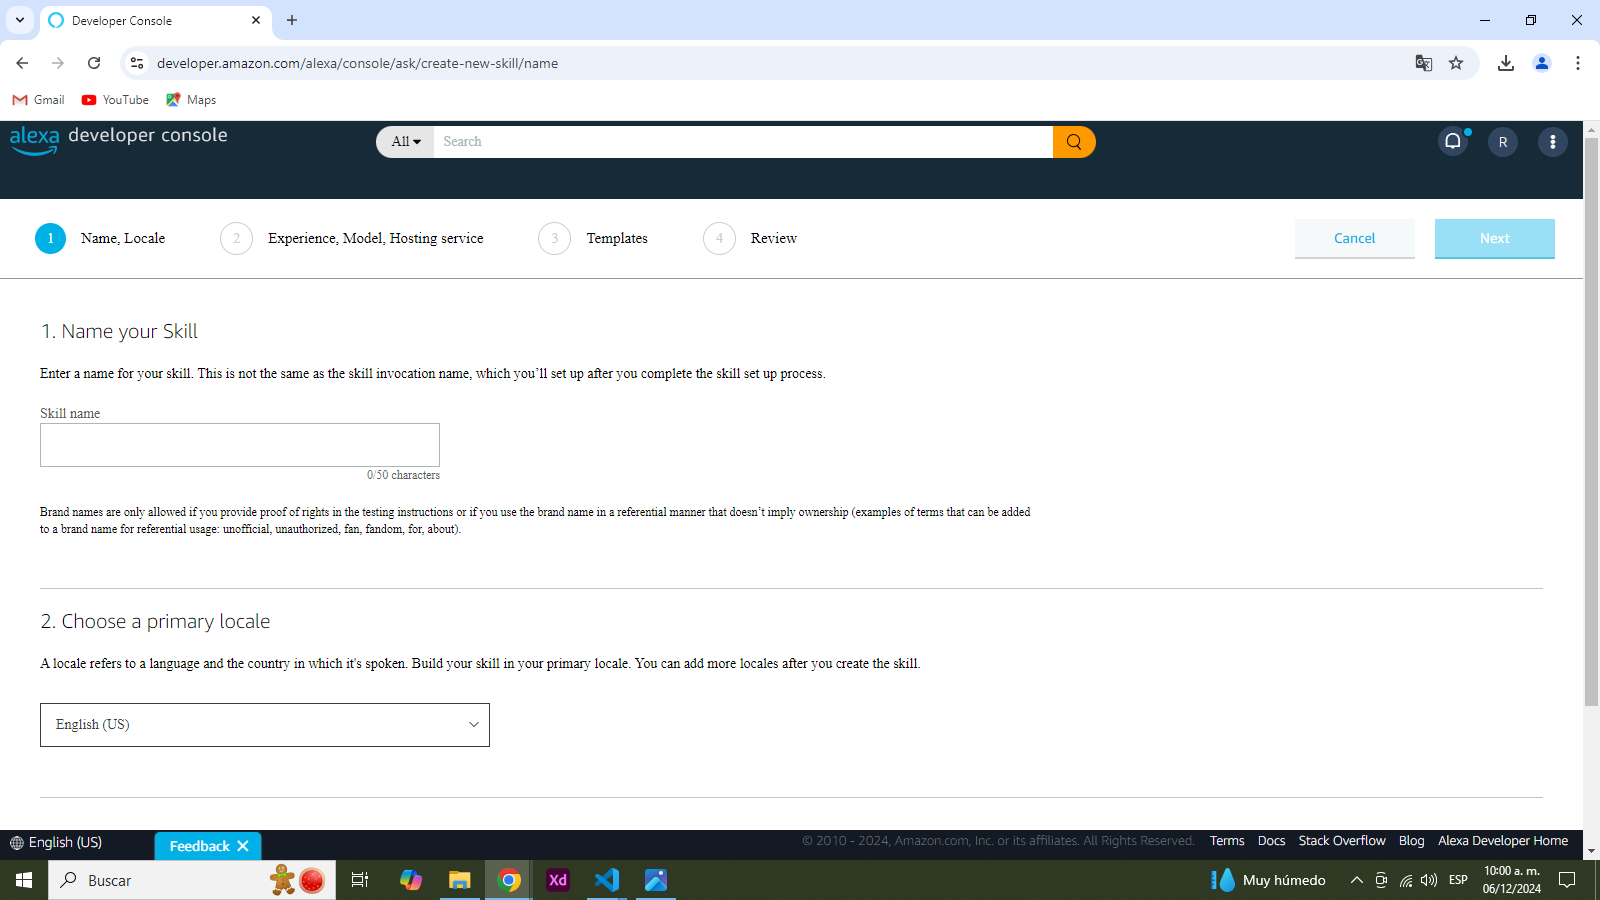 Developer Console
developer.amazon.com/alexa/console/ask/create-new-skill/name
Gmail
YouTube
Maps
alexa developer console
All
Search
R
1 Name, Locale
2 Experience, Model, Hosting service
3 Templates
4 Review
Cancel
Next
1. Name your Skill
Enter a name for your skill. This is not the same as the skill invocation name, which you’ll set up after you complete the skill set up process.
Skill name
0/50 characters
Brand names are only allowed if you provide proof of rights in the testing instructions or if you use the brand name in a referential manner that doesn’t imply ownership (examples of terms that can be added
to a brand name for referential usage: unofficial, unauthorized, fan, fandom, for, about).
2. Choose a primary locale
A locale refers to a language and the country in which it's spoken. Build your skill in your primary locale. You can add more locales after you create the skill.
English (US)
English (US)
Feedback
© 2010 - 2024, Amazon.com, Inc. or its affiliates. All Rights Reserved.
Terms
Docs
Stack Overflow
Blog
Alexa Developer Home
Buscar
Xd
Muy húmedo
ESP
10:00 a. m.
06/12/2024